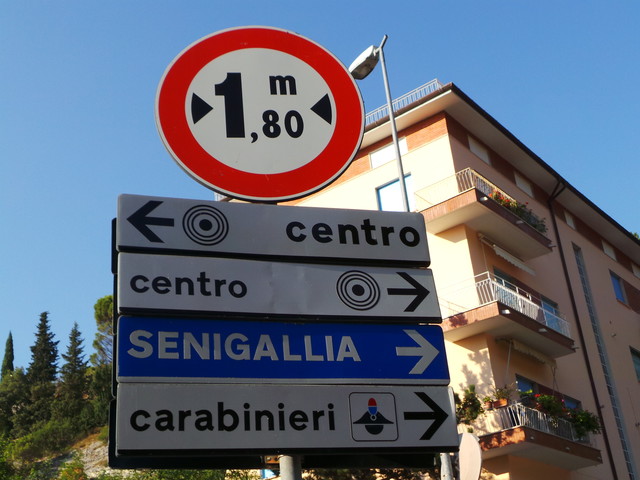 1,80 m
centro
centro
SENIGALLIA
carabinieri